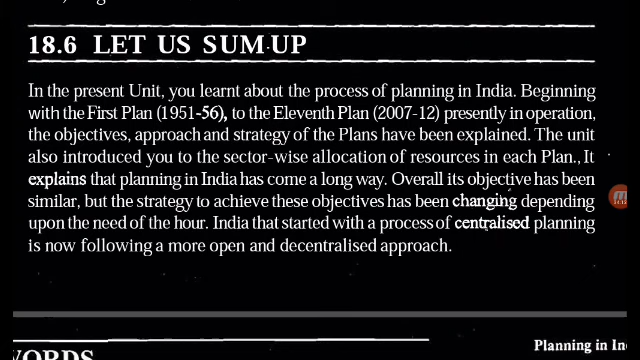 18.6 LET US SUM UP
In the present Unit, you learnt about the process of planning in India. Beginning
with the First Plan (1951-56), to the Eleventh Plan (2007-12) presently in operation,
the objectives, approach and strategy of the Plans have been explained. The unit
also introduced you to the sector-wise allocation of resources in each Plan., It
explains that planning in India has come a long way. Overall its objective has been
similar, but the strategy to achieve these objectives has been changing depending
upon the need of the hour. India that started with a process of centralised planning
is now following a more open and decentralised approach.
Planning in In